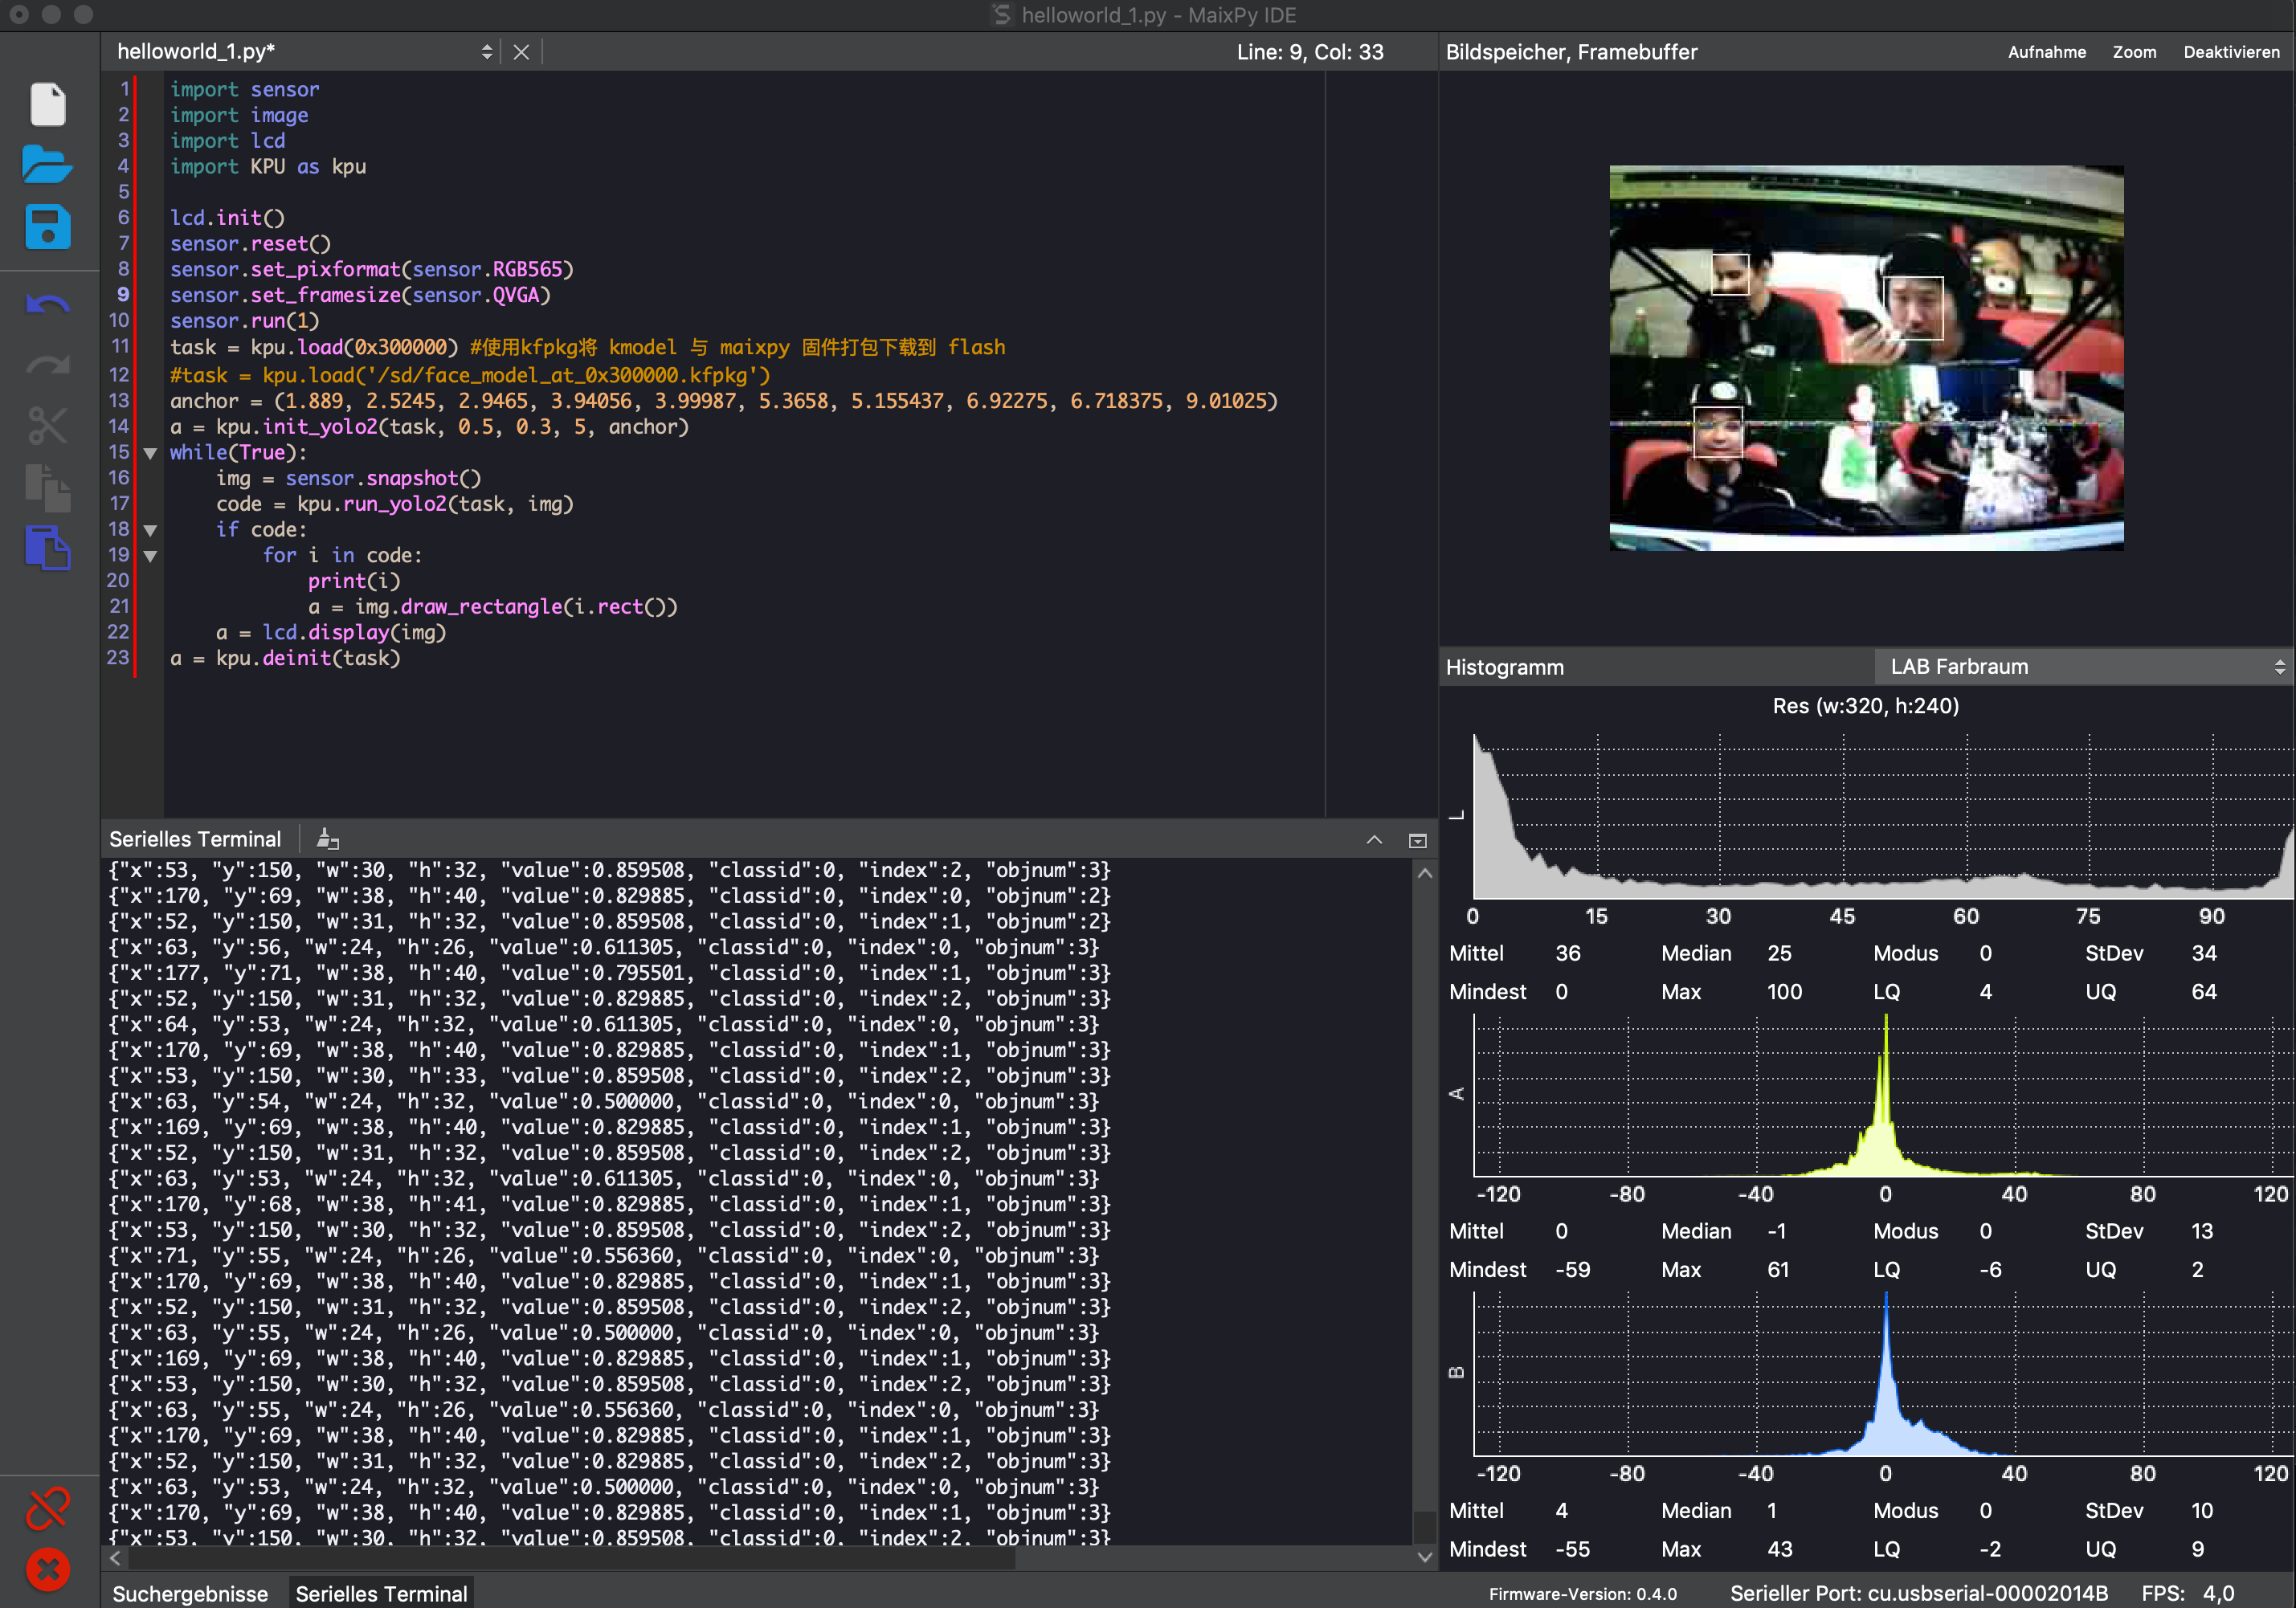 helloworld_1.py - MaixPy IDE
helloworld_1.py*
Line: 9, Col: 33
1 import sensor
2 import image
3 import lcd
4 import KPU as kpu
5
6 lcd.init()
7 sensor.reset()
8 sensor.set_pixformat(sensor.RGB565)
9 sensor.set_framesize(sensor.QVGA)
10 sensor.run(1)
11 task = kpu.load(0x300000) #使用kfpkg将 kmodel 与 maixpy 固件打包下载到 flash
12 #task = kpu.load('/sd/face_model_at_0x300000.kfpkg')
13 anchor = (1.889, 2.5245, 2.9465, 3.94056, 3.99987, 5.3658, 5.155437, 6.92275, 6.718375, 9.01025)
14 a = kpu.init_yolo2(task, 0.5, 0.3, 5, anchor)
15 while(True):
16     img = sensor.snapshot()
17     code = kpu.run_yolo2(task, img)
18     if code:
19         for i in code:
20             print(i)
21             a = img.draw_rectangle(i.rect())
22     a = lcd.display(img)
23 a = kpu.deinit(task)
Serielles Terminal
{"x":53, "y":150, "w":30, "h":32, "value":0.859508, "classid":0, "index":2, "objnum":3}
{"x":170, "y":69, "w":38, "h":40, "value":0.829885, "classid":0, "index":0, "objnum":2}
{"x":52, "y":150, "w":31, "h":32, "value":0.859508, "classid":0, "index":1, "objnum":2}
{"x":63, "y":56, "w":24, "h":26, "value":0.611305, "classid":0, "index":0, "objnum":3}
{"x":177, "y":71, "w":38, "h":40, "value":0.795501, "classid":0, "index":1, "objnum":3}
{"x":52, "y":150, "w":31, "h":32, "value":0.829885, "classid":0, "index":2, "objnum":3}
{"x":64, "y":53, "w":24, "h":32, "value":0.611305, "classid":0, "index":0, "objnum":3}
{"x":170, "y":69, "w":38, "h":40, "value":0.829885, "classid":0, "index":1, "objnum":3}
{"x":53, "y":150, "w":30, "h":33, "value":0.859508, "classid":0, "index":2, "objnum":3}
{"x":63, "y":54, "w":24, "h":32, "value":0.500000, "classid":0, "index":0, "objnum":3}
{"x":169, "y":69, "w":38, "h":40, "value":0.829885, "classid":0, "index":1, "objnum":3}
{"x":52, "y":150, "w":31, "h":32, "value":0.859508, "classid":0, "index":2, "objnum":3}
{"x":63, "y":53, "w":24, "h":32, "value":0.611305, "classid":0, "index":0, "objnum":3}
{"x":170, "y":68, "w":38, "h":41, "value":0.829885, "classid":0, "index":1, "objnum":3}
{"x":53, "y":150, "w":30, "h":32, "value":0.859508, "classid":0, "index":2, "objnum":3}
{"x":71, "y":55, "w":24, "h":26, "value":0.556360, "classid":0, "index":0, "objnum":3}
{"x":170, "y":69, "w":38, "h":40, "value":0.829885, "classid":0, "index":1, "objnum":3}
{"x":52, "y":150, "w":31, "h":32, "value":0.859508, "classid":0, "index":2, "objnum":3}
{"x":63, "y":55, "w":24, "h":26, "value":0.500000, "classid":0, "index":0, "objnum":3}
{"x":169, "y":69, "w":38, "h":40, "value":0.829885, "classid":0, "index":1, "objnum":3}
{"x":53, "y":150, "w":30, "h":32, "value":0.859508, "classid":0, "index":2, "objnum":3}
{"x":63, "y":55, "w":24, "h":26, "value":0.556360, "classid":0, "index":0, "objnum":3}
{"x":170, "y":69, "w":38, "h":40, "value":0.829885, "classid":0, "index":1, "objnum":3}
{"x":52, "y":150, "w":31, "h":32, "value":0.829885, "classid":0, "index":2, "objnum":3}
{"x":63, "y":53, "w":24, "h":32, "value":0.500000, "classid":0, "index":0, "objnum":3}
{"x":170, "y":69, "w":38, "h":40, "value":0.829885, "classid":0, "index":1, "objnum":3}
{"x":53, "y":150, "w":30, "h":32, "value":0.859508, "classid":0, "index":2, "objnum":3}
Suchergebnisse Serielles Terminal
Bildspeicher, Framebuffer Aufnahme Zoom Deaktivieren
Histogramm LAB Farbraum
Res (w:320, h:240)
L
0 15 30 45 60 75 90
Mittel 36 Median 25 Modus 0 StDev 34
Mindest 0 Max 100 LQ 4 UQ 64
A
-120 -80 -40 0 40 80 120
Mittel 0 Median -1 Modus 0 StDev 13
Mindest -59 Max 61 LQ -6 UQ 2
B
-120 -80 -40 0 40 80 120
Mittel 4 Median 1 Modus 0 StDev 10
Mindest -55 Max 43 LQ -2 UQ 9
Firmware-Version: 0.4.0 Serieller Port: cu.usbserial-00002014B FPS: 4,0